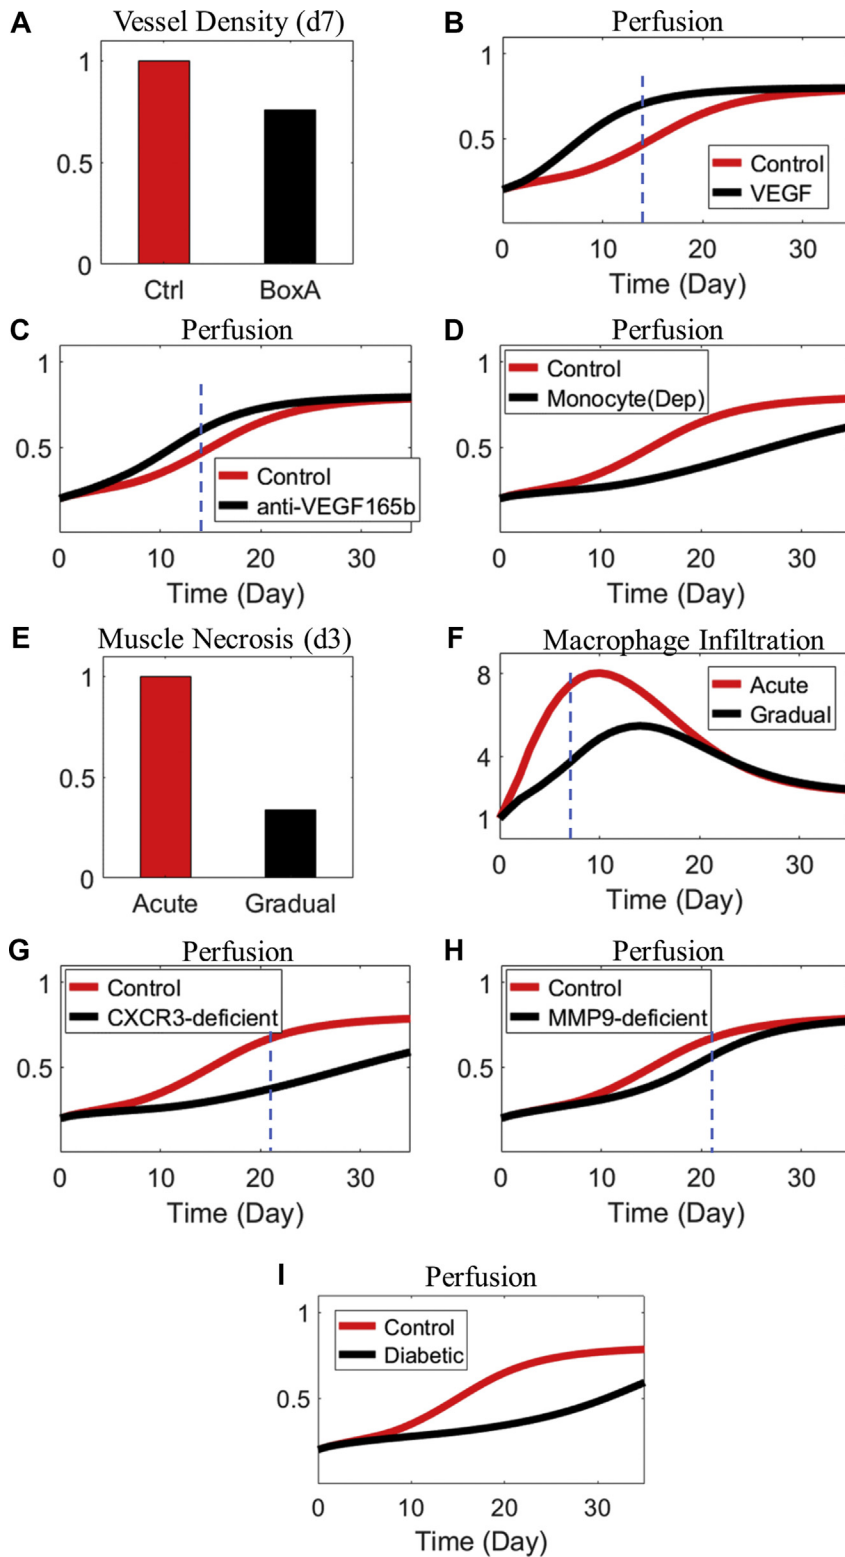 A Vessel Density (d7)
1
0.5
0
Ctrl BoxA
B Perfusion
1
0.5
Control
VEGF
0 10 20 30
Time (Day)
C Perfusion
1
0.5
Control
anti-VEGF165b
0 10 20 30
Time (Day)
D Perfusion
1
0.5
Control
Monocyte(Dep)
0 10 20 30
Time (Day)
E Muscle Necrosis (d3)
1
0.5
0
Acute Gradual
F Macrophage Infiltration
8
4
1
Acute
Gradual
0 10 20 30
Time (Day)
G Perfusion
1
0.5
Control
CXCR3-deficient
0 10 20 30
Time (Day)
H Perfusion
1
0.5
Control
MMP9-deficient
0 10 20 30
Time (Day)
I Perfusion
1
0.5
Control
Diabetic
0 10 20 30
Time (Day)